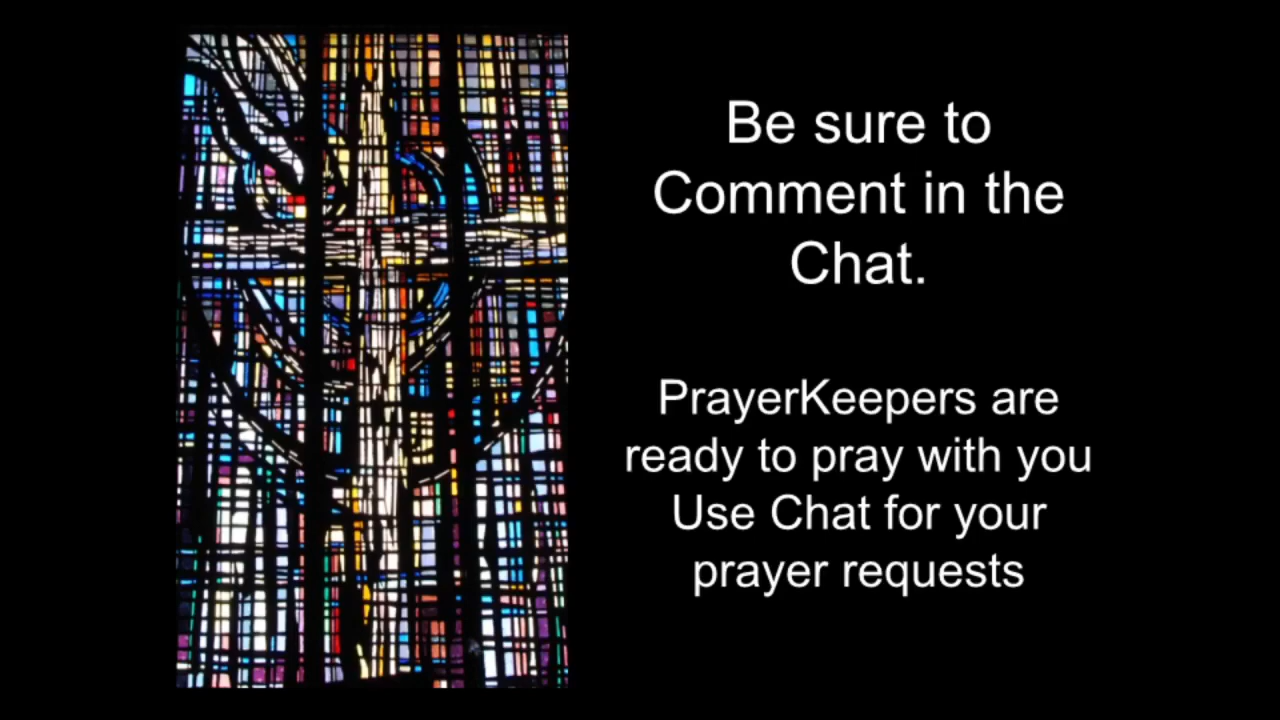 Be sure to
Comment in the
Chat.
PrayerKeepers are
ready to pray with you
Use Chat for your
prayer requests